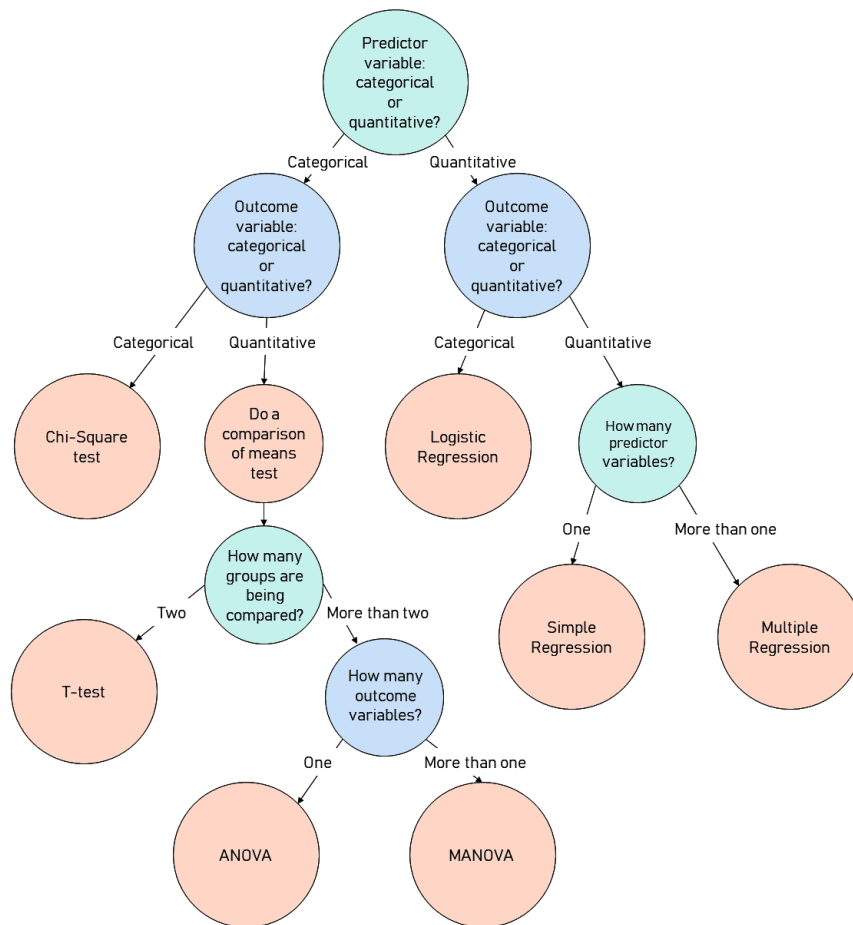 Predictor
variable:
categorical
or
quantitative?
Categorical
Quantitative
Outcome
variable:
categorical
or
quantitative?
Outcome
variable:
categorical
or
quantitative?
Categorical
Quantitative
Categorical
Quantitative
Chi-Square
test
Do a
comparison
of means
test
Logistic
Regression
How many
predictor
variables?
How many
groups are
being
compared?
One
More than one
Two
More than two
Simple
Regression
Multiple
Regression
T-test
How many
outcome
variables?
One
More than one
ANOVA
MANOVA